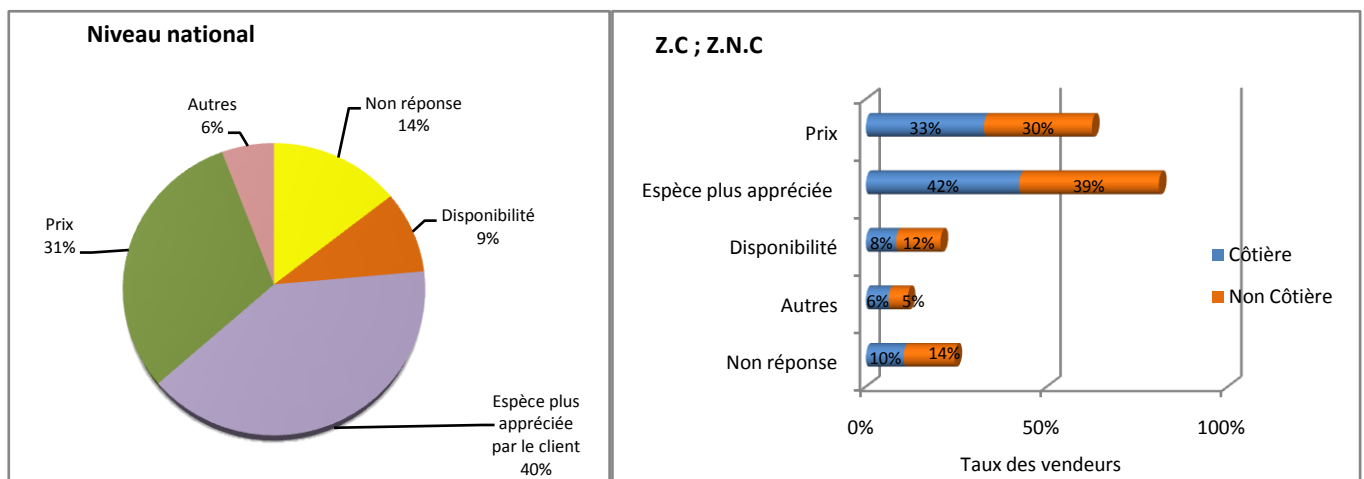 Niveau national
Autres
6%
Non réponse
14%
Disponibilité
9%
Prix
31%
Espèce plus
appréciée
par le client
40%
Z.C ; Z.N.C
Prix
33%
30%
Espèce plus appréciée
42%
39%
Disponibilité
8%
12%
Autres
6%
5%
Non réponse
10%
14%
Côtière
Non Côtière
0%
50%
100%
Taux des vendeurs